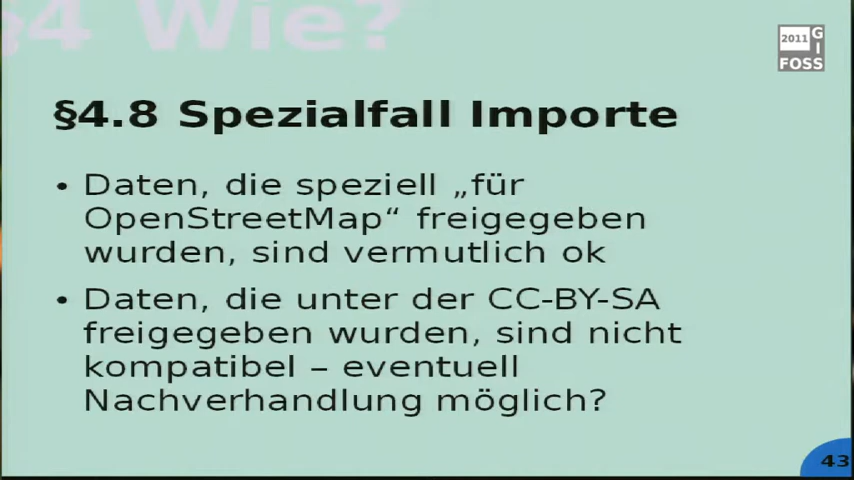 §4 Wie?
2011 G
I
FOSS
§4.8 Spezialfall Importe
• Daten, die speziell „für
OpenStreetMap“ freigegeben
wurden, sind vermutlich ok
• Daten, die unter der CC-BY-SA
freigegeben wurden, sind nicht
kompatibel – eventuell
Nachverhandlung möglich?
43